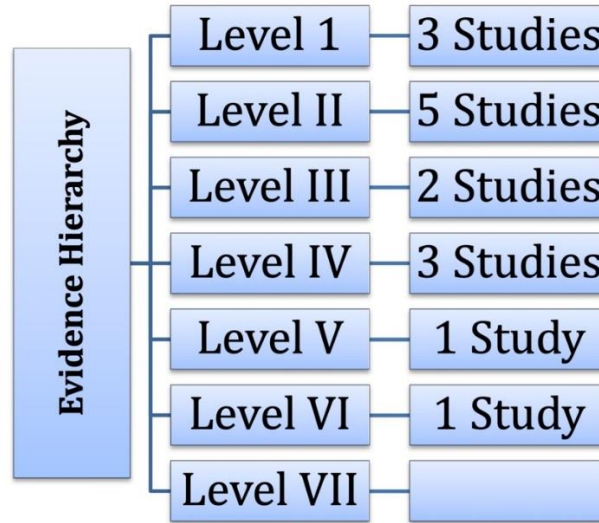 Evidence Hierarchy
Level 1
3 Studies
Level II
5 Studies
Level III
2 Studies
Level IV
3 Studies
Level V
1 Study
Level VI
1 Study
Level VII